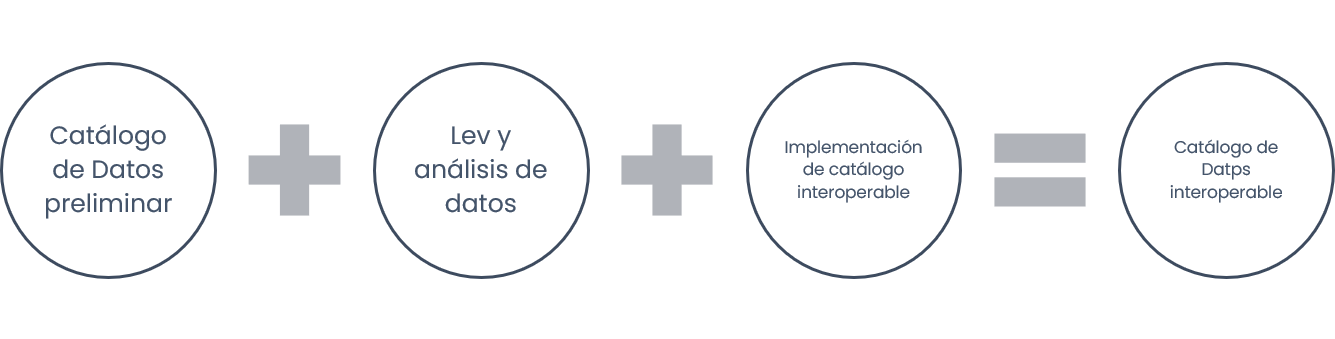 Catálogo
de Datos
preliminar
Lev y
análisis de
datos
Implementación
de catálogo
interoperable
Catálogo de
Datps
interoperable